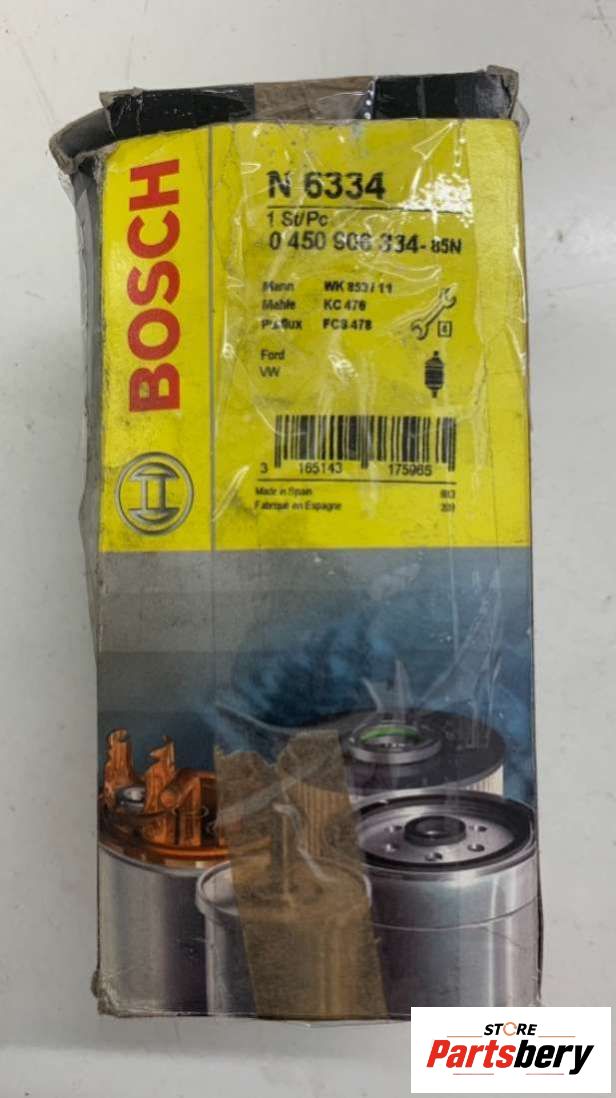 BOSCH
N 6334
1 St/Pc
0 450 906 334-85N
Mann WK 853/11
Mahle KC 476
Purflux FCS 478
Ford
VW
3 165143 175965
Made in Spain
Fabriqué en Espagne
STORE
Partsbery